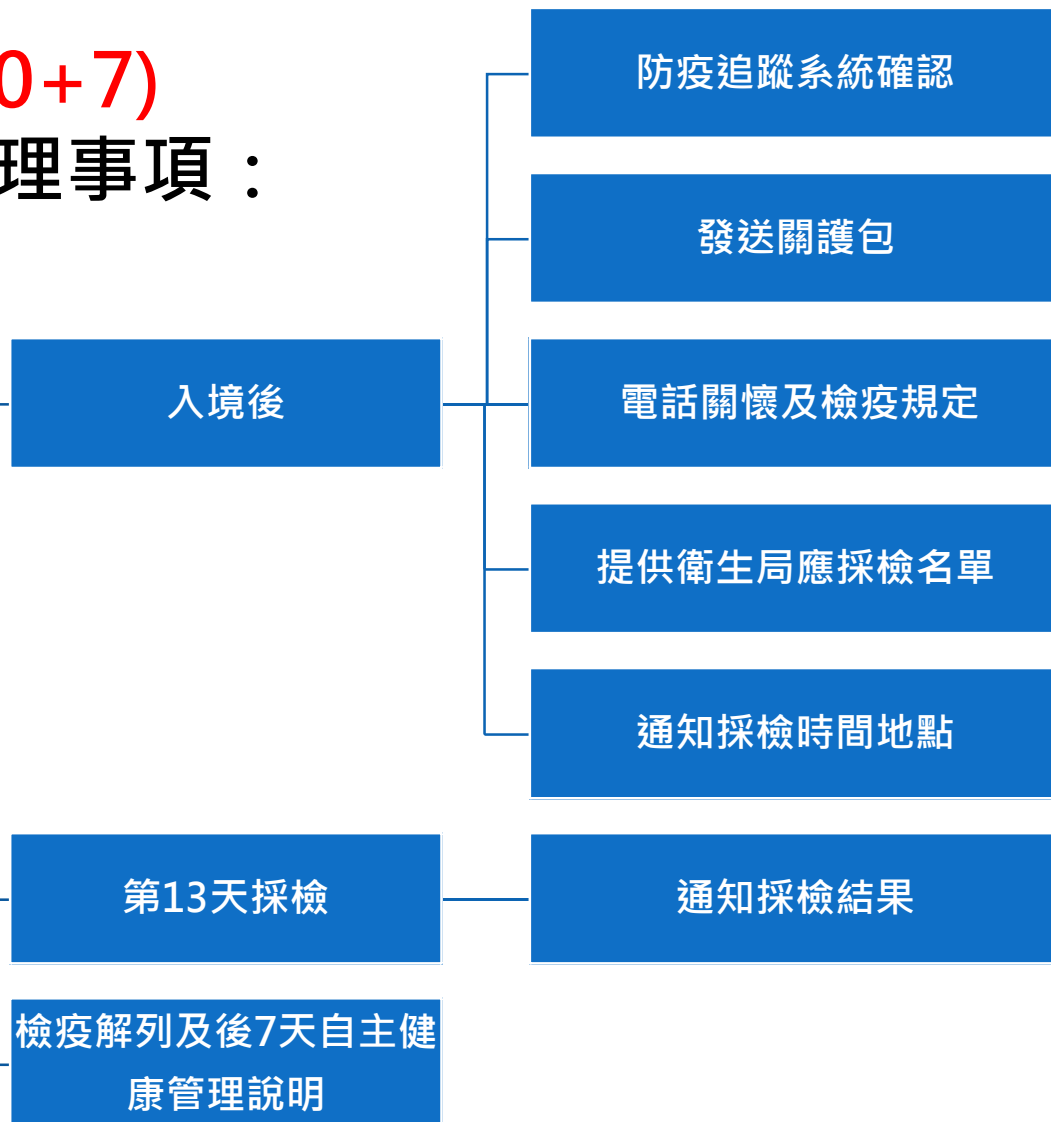 0+7)
理事項：
防疫追蹤系統確認
發送關護包
入境後
電話關懷及檢疫規定
提供衛生局應採檢名單
通知採檢時間地點
第13天採檢
通知採檢結果
檢疫解列及後7天自主健
康管理說明